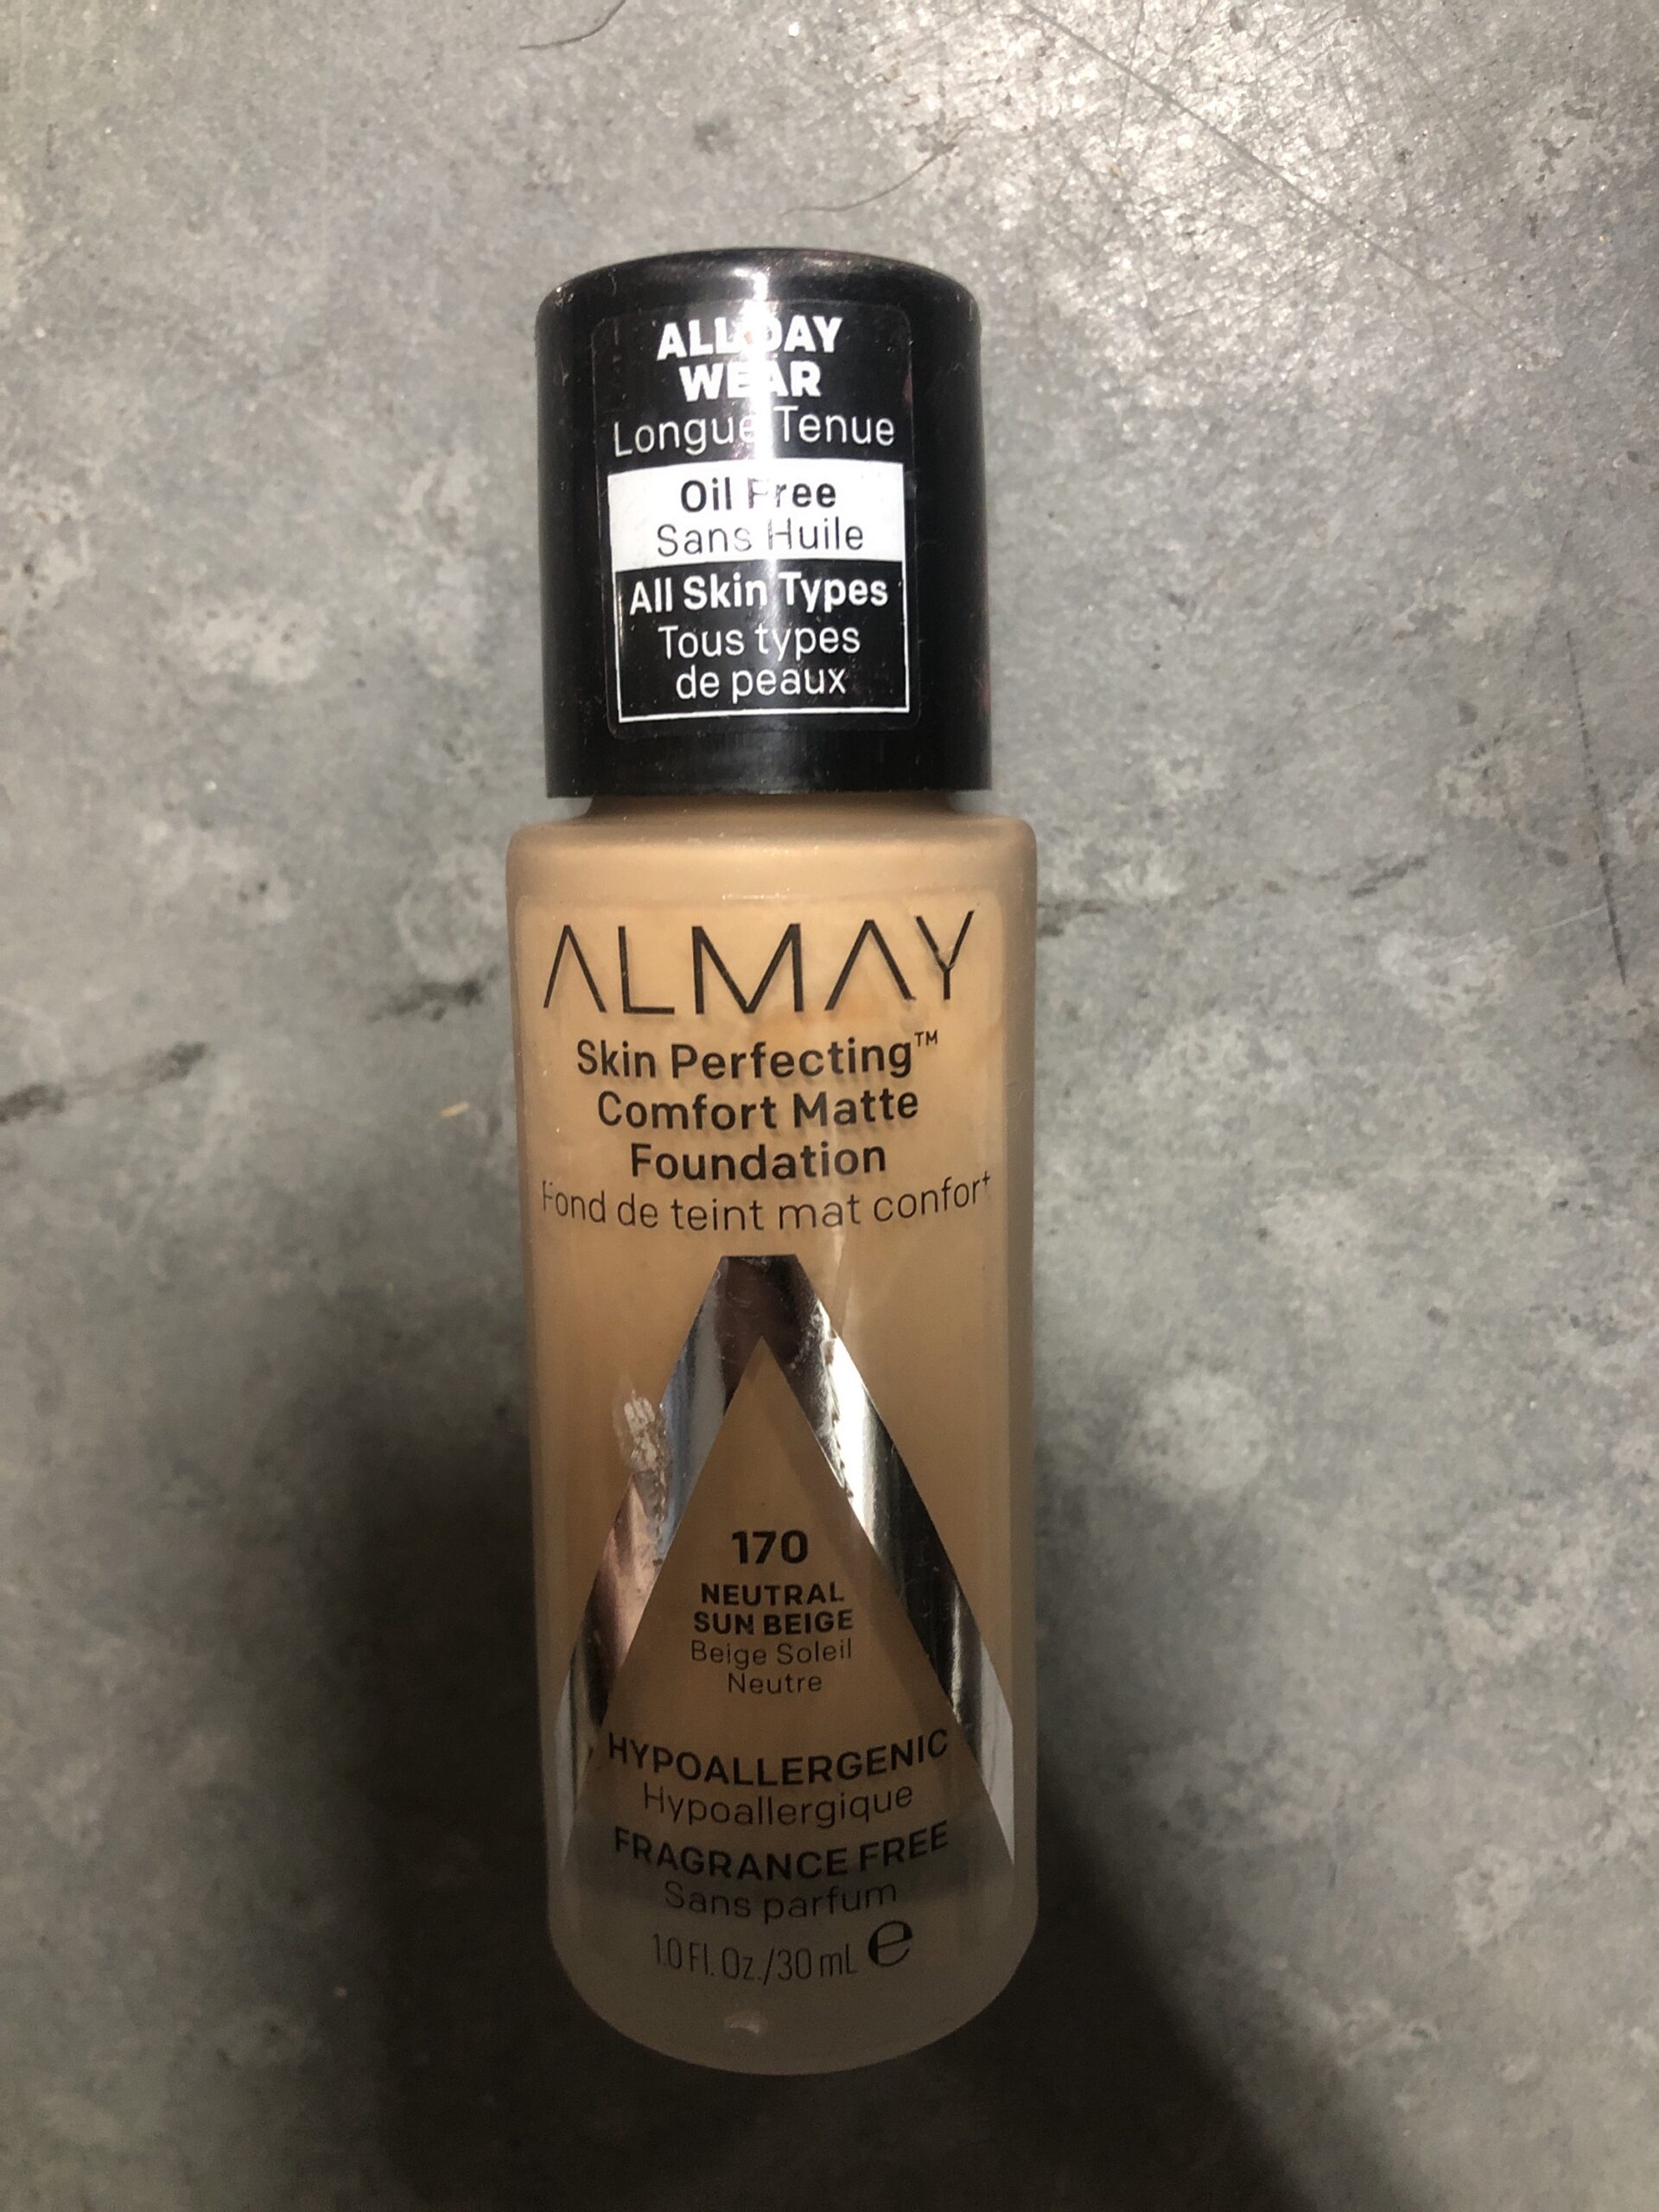 ALL DAY
WEAR
Longue Tenue
Oil Free
Sans Huile
All Skin Types
Tous types
de peaux
ALMAY
Skin Perfecting™
Comfort Matte
Foundation
Fond de teint mat confort
170
NEUTRAL
SUN BEIGE
Beige Soleil
Neutre
HYPOALLERGENIC
Hypoallergique
FRAGRANCE FREE
Sans parfum
1.0 Fl. Oz./30 mL ℮